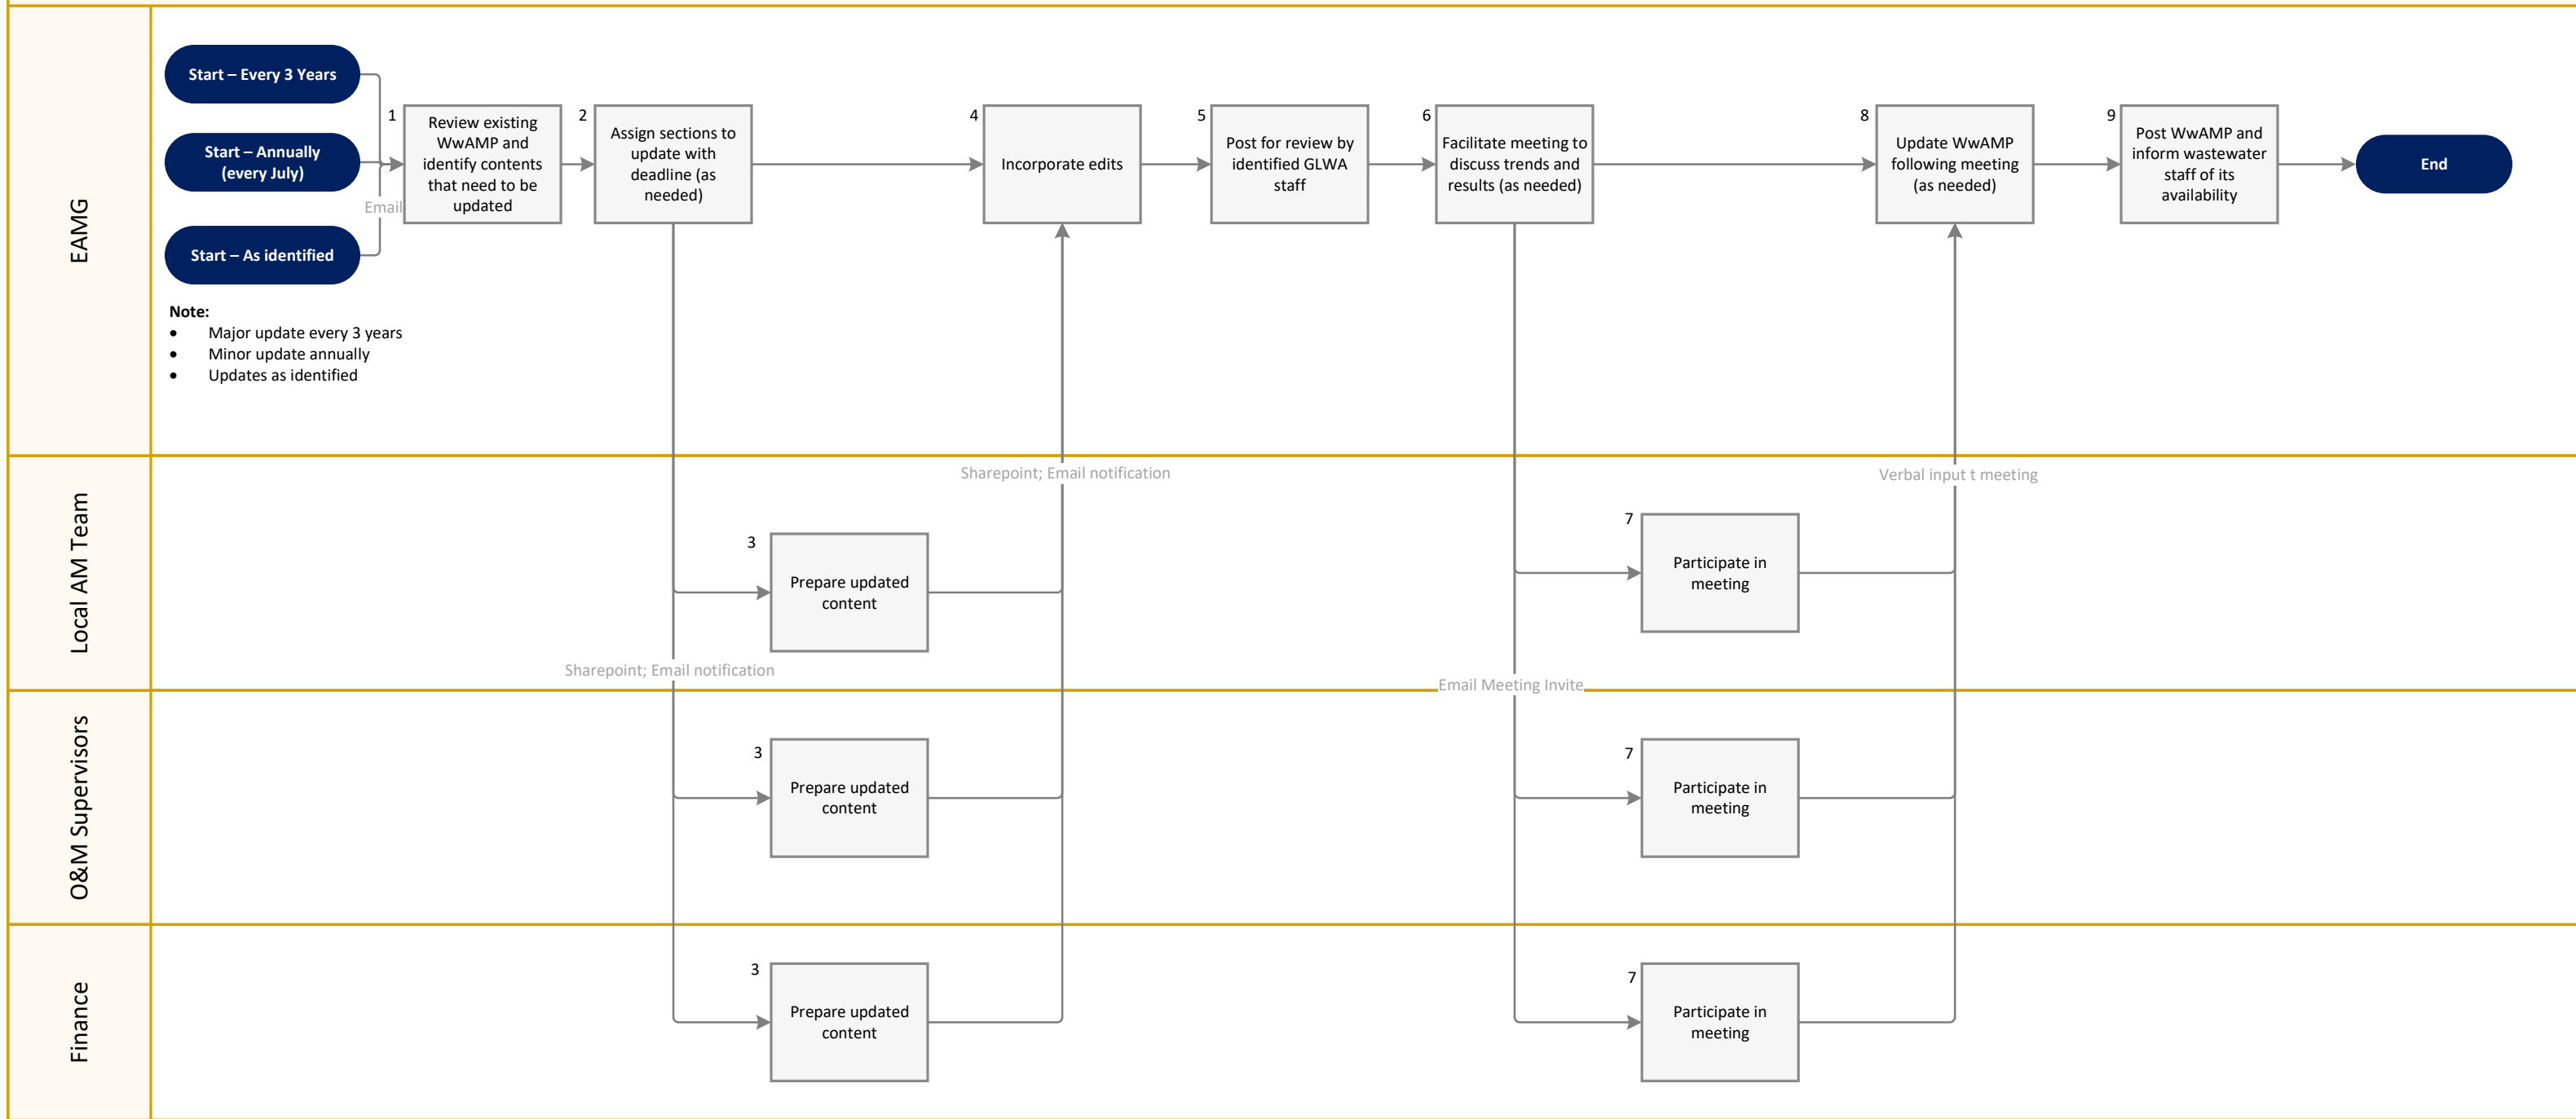 EAMG
Start – Every 3 Years
Start – Annually
(every July)
Start – As identified
Email
Note:
• Major update every 3 years
• Minor update annually
• Updates as identified
1
Review existing
WwAMP and
identify contents
that need to be
updated
2
Assign sections to
update with
deadline (as
needed)
4
Incorporate edits
5
Post for review by
identified GLWA
staff
6
Facilitate meeting to
discuss trends and
results (as needed)
8
Update WwAMP
following meeting
(as needed)
9
Post WwAMP and
inform wastewater
staff of its
availability
End
Local AM Team
Sharepoint; Email notification
Verbal input t meeting
3
Prepare updated
content
7
Participate in
meeting
Sharepoint; Email notification
Email Meeting Invite
O&M Supervisors
3
Prepare updated
content
7
Participate in
meeting
Finance
3
Prepare updated
content
7
Participate in
meeting